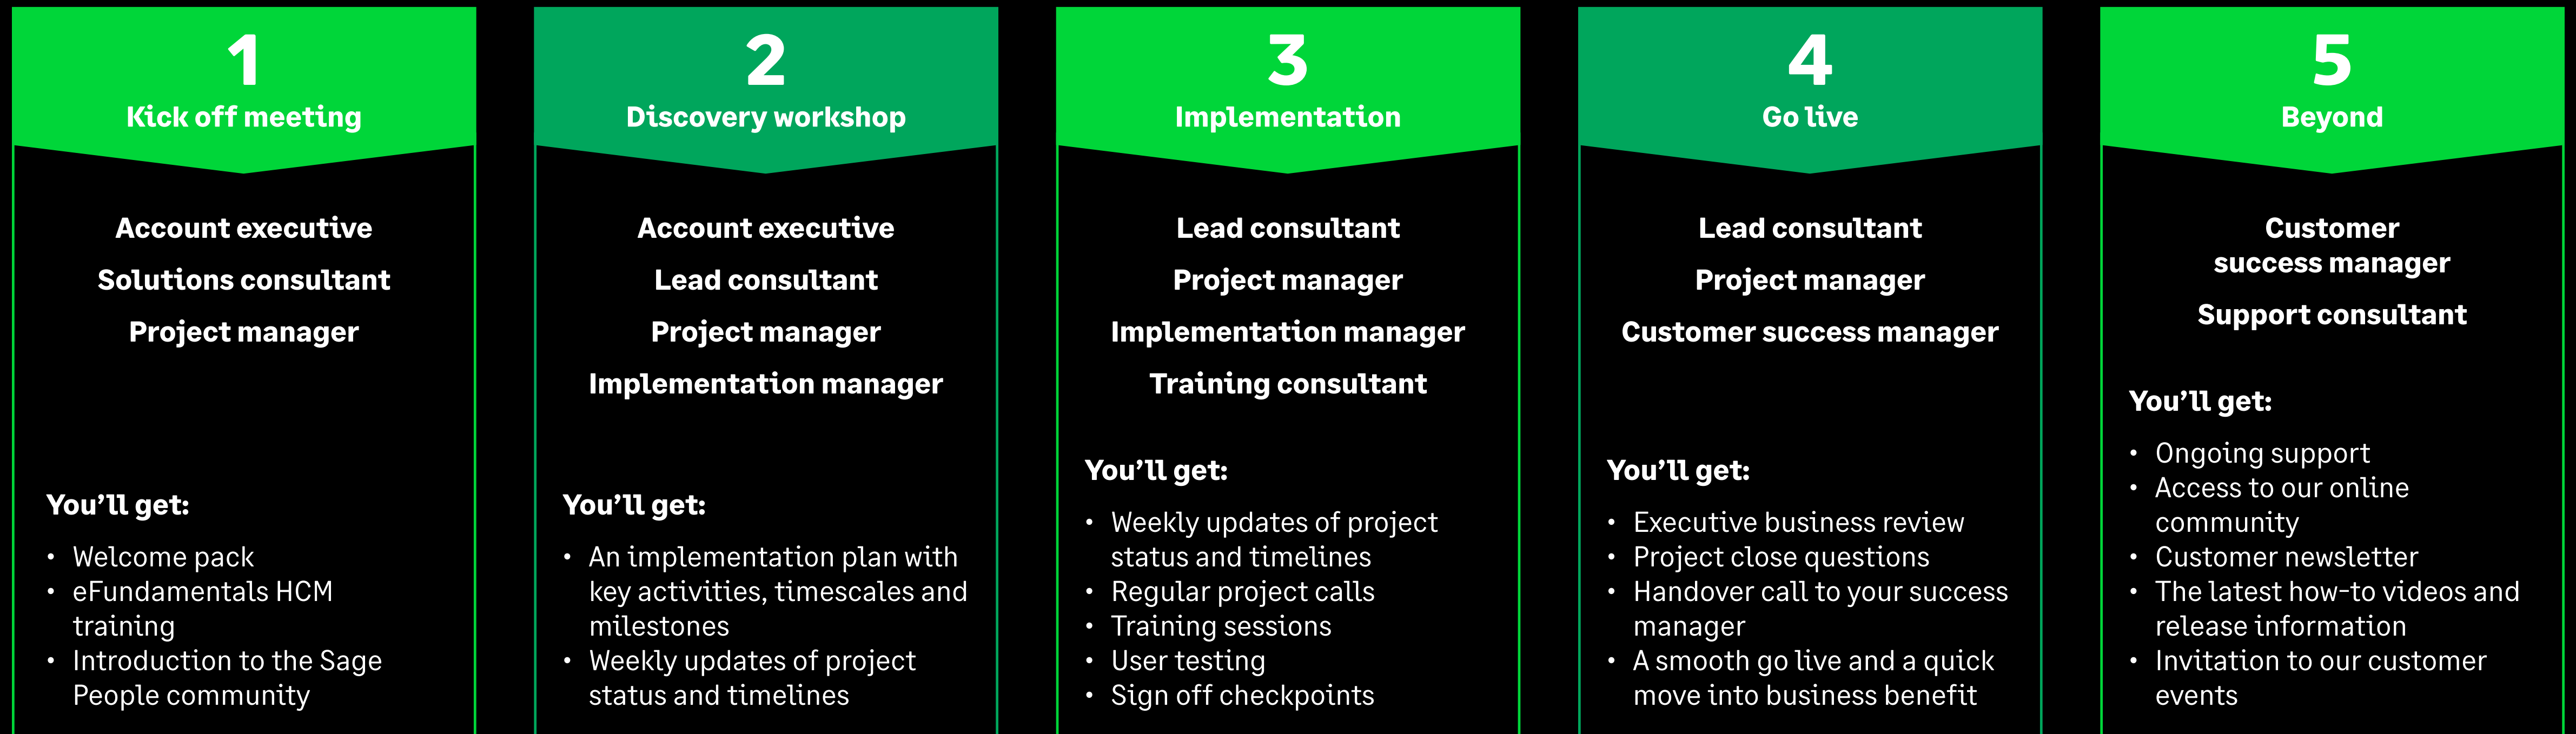 1
Kick off meeting
Account executive
Solutions consultant
Project manager
You’ll get:
• Welcome pack
• eFundamentals HCM
training
• Introduction to the Sage
People community
2
Discovery workshop
Account executive
Lead consultant
Project manager
Implementation manager
You’ll get:
• An implementation plan with
key activities, timescales and
milestones
• Weekly updates of project
status and timelines
3
Implementation
Lead consultant
Project manager
Implementation manager
Training consultant
You’ll get:
• Weekly updates of project
status and timelines
• Regular project calls
• Training sessions
• User testing
• Sign off checkpoints
4
Go live
Lead consultant
Project manager
Customer success manager
You’ll get:
• Executive business review
• Project close questions
• Handover call to your success
manager
• A smooth go live and a quick
move into business benefit
5
Beyond
Customer
success manager
Support consultant
You’ll get:
• Ongoing support
• Access to our online
community
• Customer newsletter
• The latest how-to videos and
release information
• Invitation to our customer
events